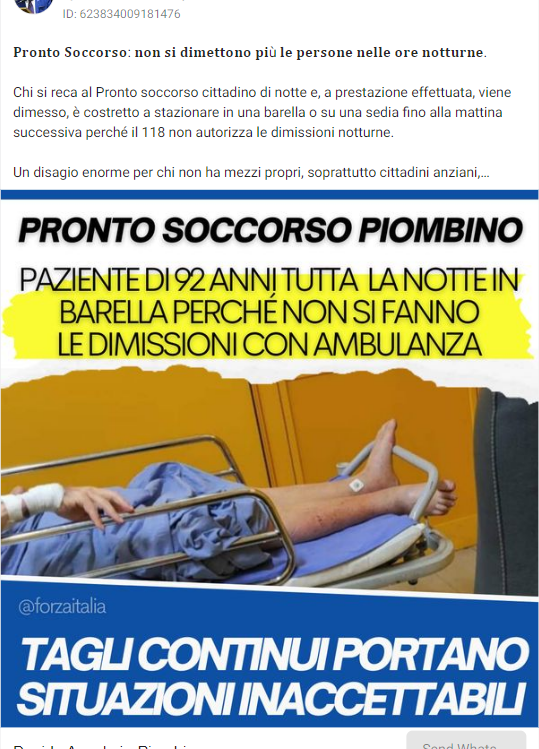 ID: 623834009181476
Pronto Soccorso: non si dimettono più le persone nelle ore notturne.
Chi si reca al Pronto soccorso cittadino di notte e, a prestazione effettuata, viene
dimesso, è costretto a stazionare in una barella o su una sedia fino alla mattina
successiva perché il 118 non autorizza le dimissioni notturne.
Un disagio enorme per chi non ha mezzi propri, soprattutto cittadini anziani,...
PRONTO SOCCORSO PIOMBINO
PAZIENTE DI 92 ANNI TUTTA LA NOTTE IN
BARELLA PERCHÉ NON SI FANNO
LE DIMISSIONI CON AMBULANZA
@forzaitalia
TAGLI CONTINUI PORTANO
SITUAZIONI INACCETTABILI